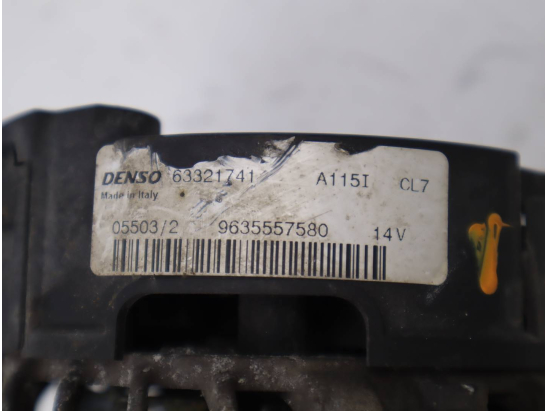 DENSO 63321741 A115I CL7
Made in Italy
05503/2 9635557580 14V